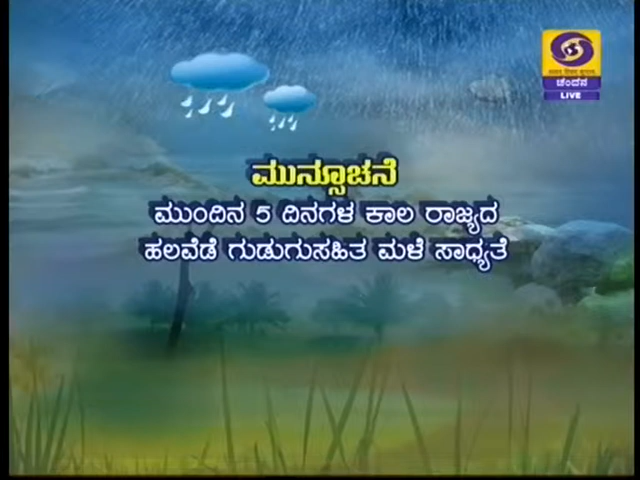 ಚಂದನ
LIVE
ಮುನ್ಸೂಚನೆ
ಮುಂದಿನ 5 ದಿನಗಳ ಕಾಲ ರಾಜ್ಯದ
ಹಲವೆಡೆ ಗುಡುಗುಸಹಿತ ಮಳೆ ಸಾಧ್ಯತೆ